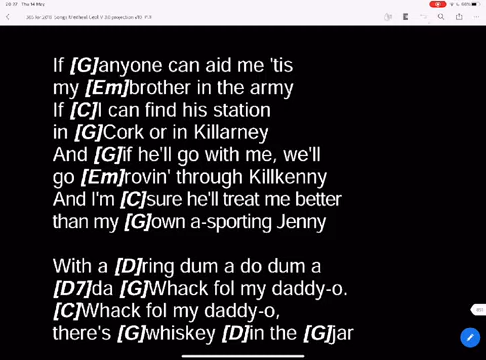 If [G]anyone can aid me 'tis
my [Em]brother in the army
If [C]I can find his station
in [G]Cork or in Killarney
And [G]if he'll go with me, we'll
go [Em]rovin' through Killkenny
And I'm [C]sure he'll treat me better
than my [G]own a-sporting Jenny
With a [D]ring dum a do dum a
[D7]da [G]Whack fol my daddy-o.
[C]Whack fol my daddy-o,
there's [G]whiskey [D]in the [G]jar